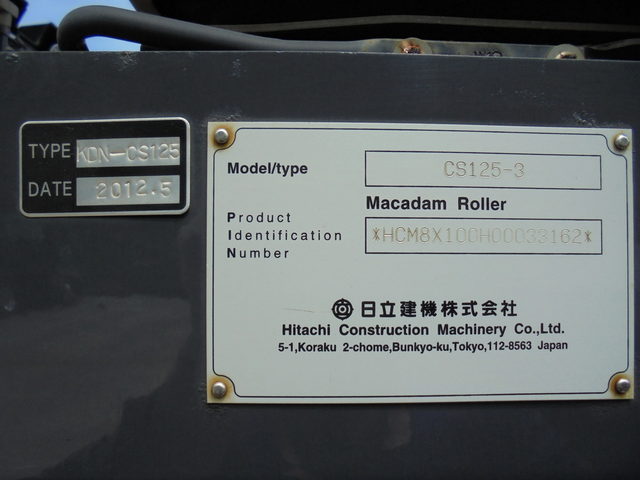 TYPE KDN-CS125
DATE 2012.5
Model/type CS125-3
Macadam Roller
Product
Identification
Number
*HCM8X100H00033162*
日立建機株式会社
Hitachi Construction Machinery Co.,Ltd.
5-1,Koraku 2-chome,Bunkyo-ku,Tokyo,112-8563 Japan